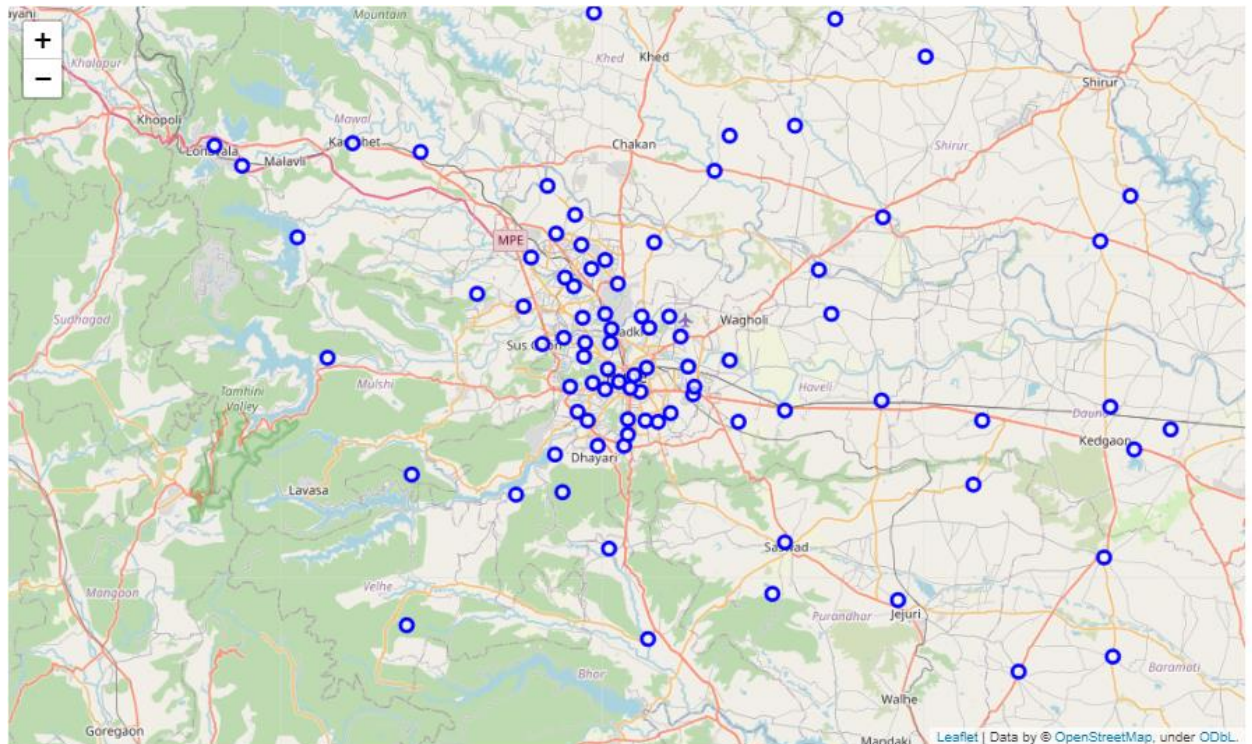 +
−
Mountain
Khalapur
Khopoli
Lonavala
Malavli
Mawal
Khed
Khed
Chakan
Shirur
Shirur
MPE
Sudhagad
Tamhini
Valley
Mulshi
Wagholi
Haveli
Daund
Kedgaon
Dhayari
Lavasa
Mangaon
Velhe
Saswad
Purandhar
Jejuri
Bhor
Baramati
Walhe
Goregaon
Mandaki
Leaflet | Data by © OpenStreetMap, under ODbL.